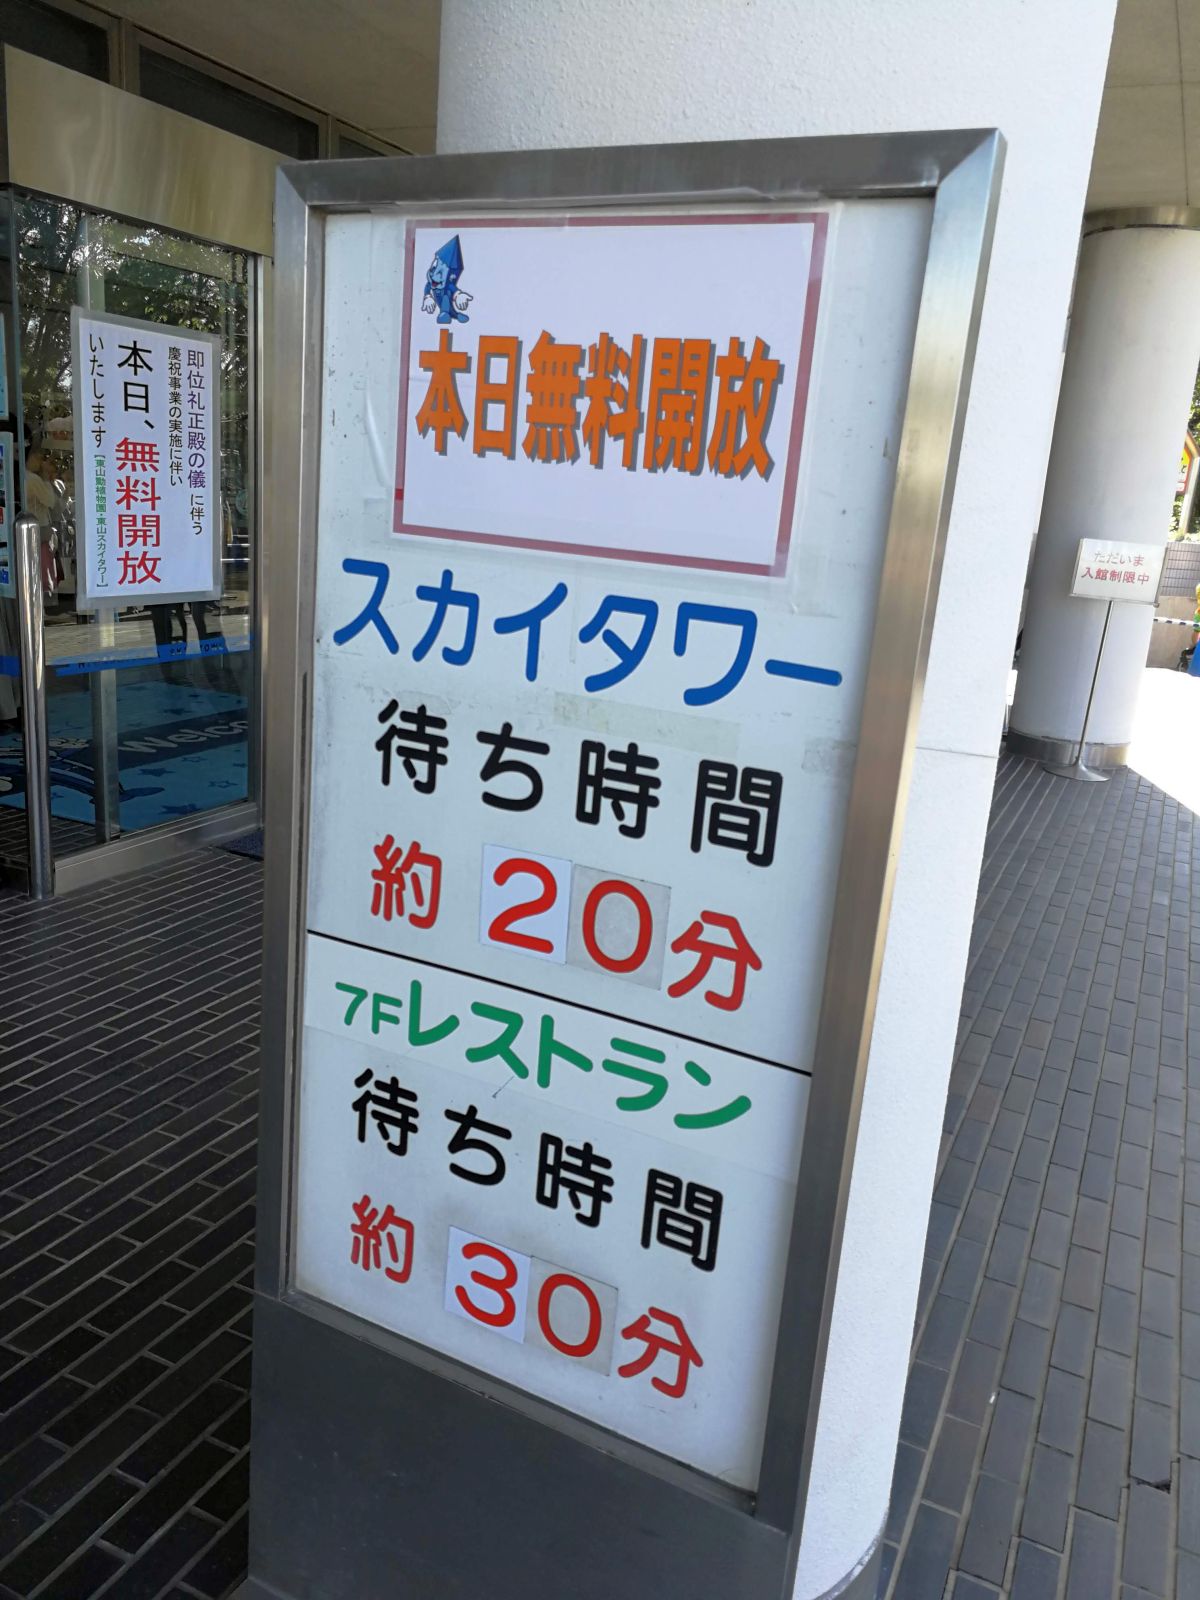 本日無料開放
スカイタワー
待ち時間
約20分
7Fレストラン
待ち時間
約30分
即位礼正殿の儀に伴う
慶祝事業の実施に伴い
本日、無料開放
いたします【東山動植物園・東山スカイタワー】
ただいま
入館制限中
Welco